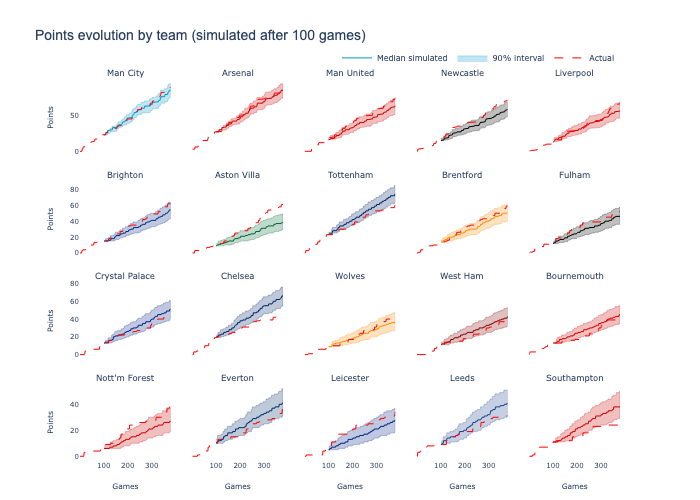 Points evolution by team (simulated after 100 games)
Median simulated 90% interval Actual
Man City Arsenal Man United Newcastle Liverpool
Points
50
0
Brighton Aston Villa Tottenham Brentford Fulham
Points
80
60
40
20
0
Crystal Palace Chelsea Wolves West Ham Bournemouth
Points
80
60
40
20
0
Nott'm Forest Everton Leicester Leeds Southampton
Points
40
20
0
100 200 300 100 200 300 100 200 300 100 200 300 100 200 300
Games Games Games Games Games